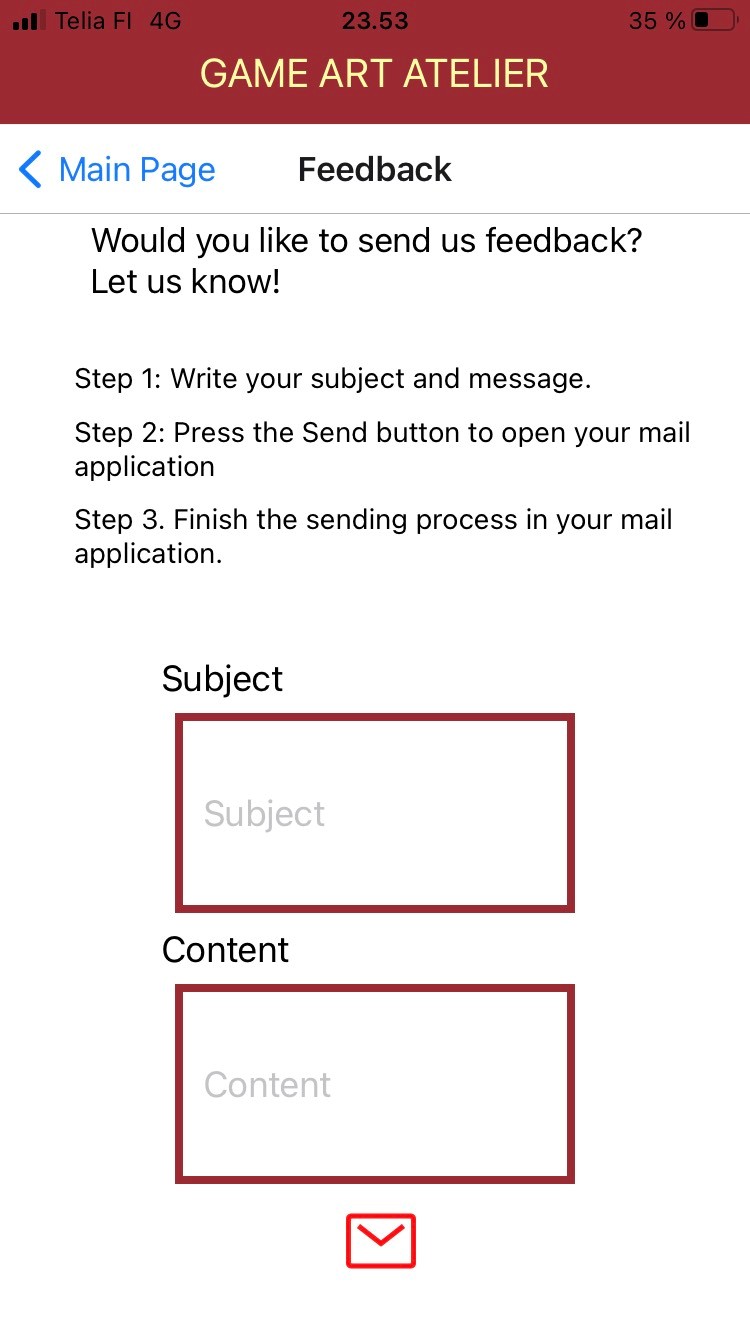 Telia FI 4G 23.53 35 %
GAME ART ATELIER
Main Page Feedback
Would you like to send us feedback?
Let us know!
Step 1: Write your subject and message.
Step 2: Press the Send button to open your mail
application
Step 3. Finish the sending process in your mail
application.
Subject
Subject
Content
Content